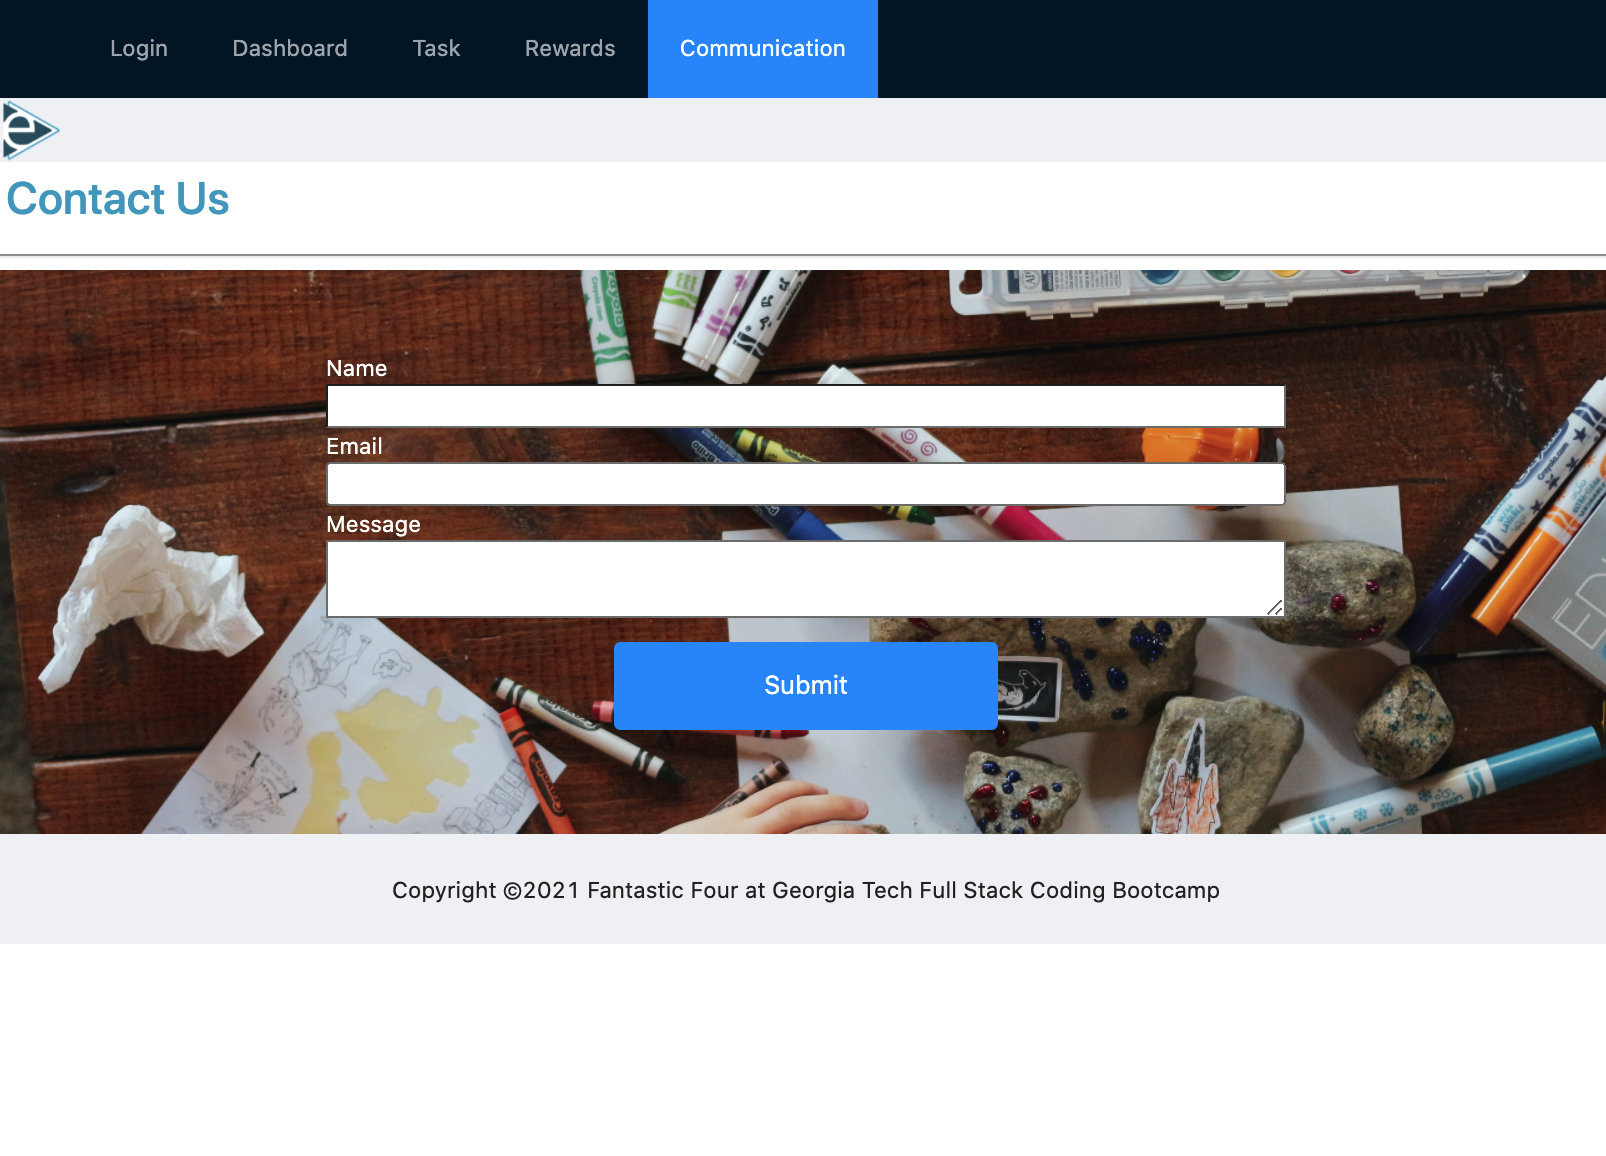 Login Dashboard Task Rewards Communication
e
Contact Us
Crayola
Name
Email
Message
Submit
Copyright ©2021 Fantastic Four at Georgia Tech Full Stack Coding Bootcamp